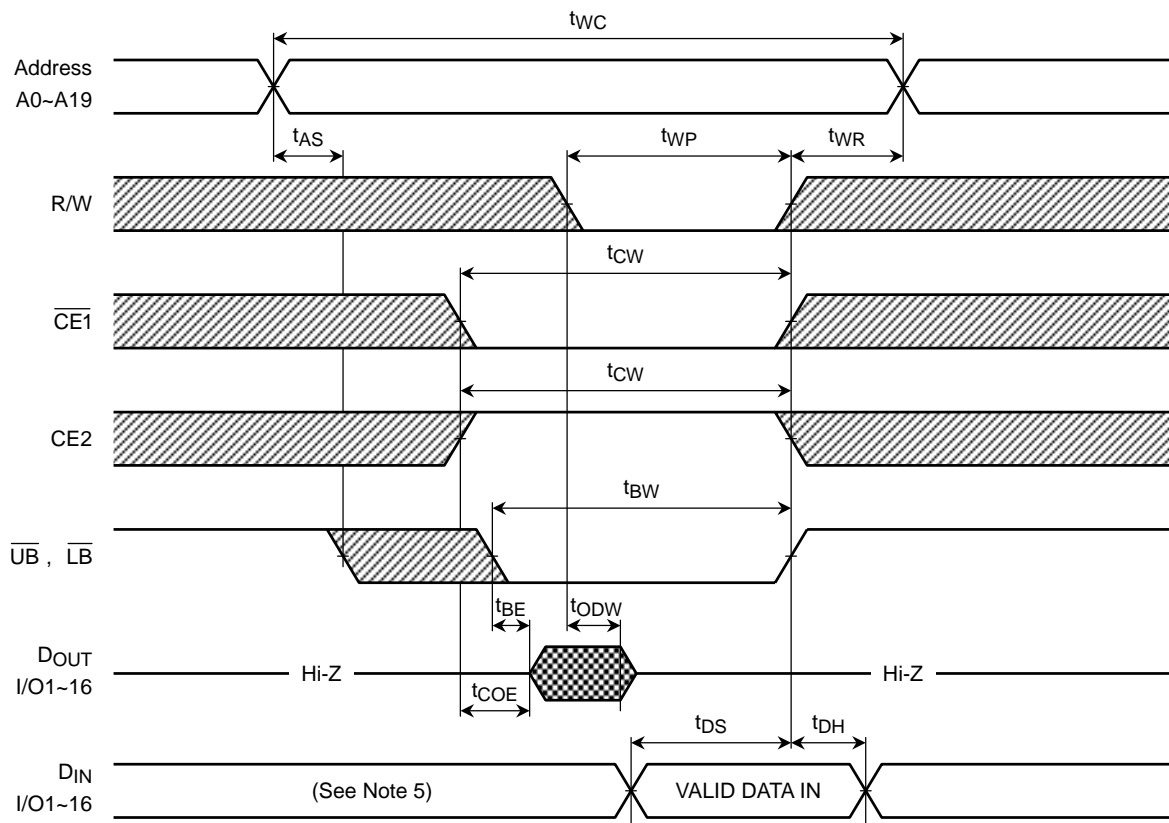 tWC
Address
A0~A19
tAS
tWP
tWR
R/W
tCW
CE1
tCW
CE2
tBW
UB , LB
tBE
tODW
DOUT
I/O1~16
Hi-Z
Hi-Z
tCOE
tDS
tDH
DIN
I/O1~16
(See Note 5)
VALID DATA IN